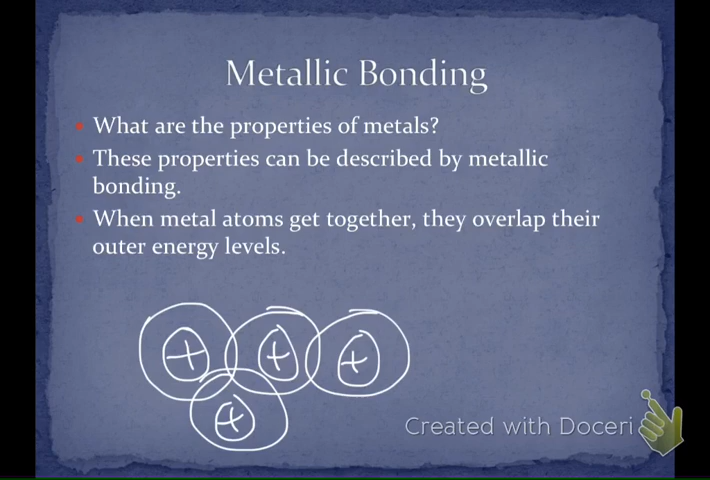 Metallic Bonding
What are the properties of metals?
These properties can be described by metallic
bonding.
When metal atoms get together, they overlap their
outer energy levels.
+ + +
+
Created with Doceri